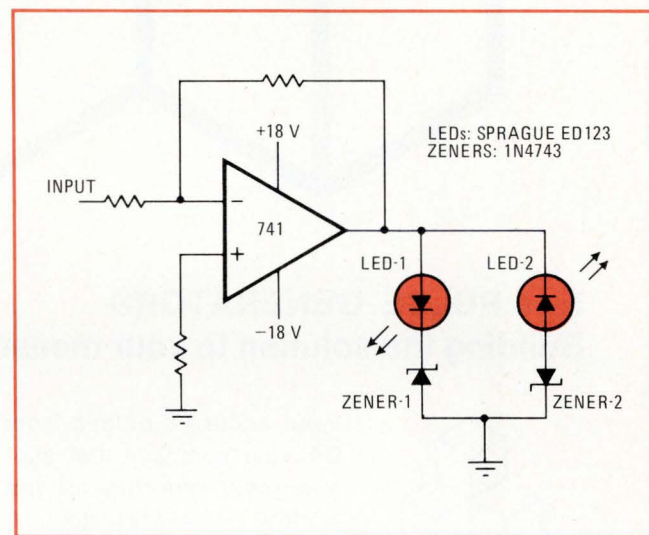 +18 V
LEDs: SPRAGUE ED123
ZENERS: 1N4743
INPUT
−
741
+
LED-1
LED-2
−18 V
ZENER-1
ZENER-2